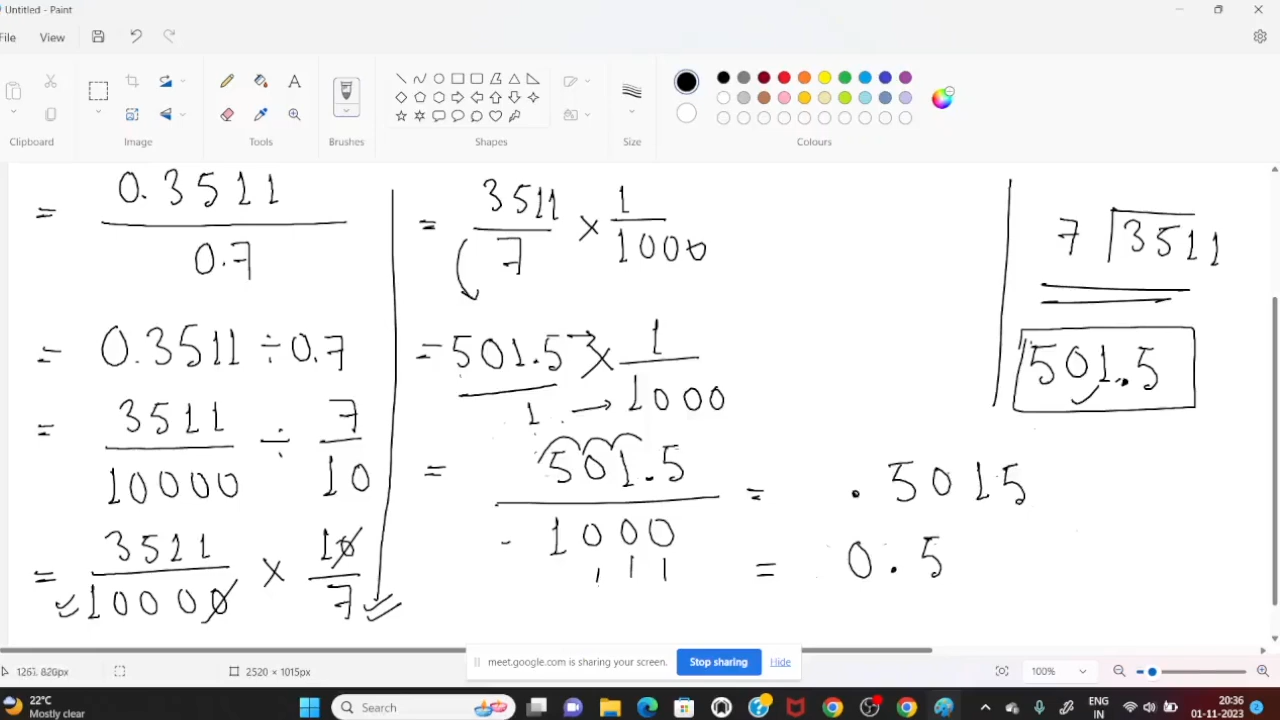 Untitled - Paint
File View
Clipboard Image Tools Brushes Shapes Size Colours
= 0.3511
0.7
= 0.3511 ÷ 0.7
= 3511 ÷ 7
10000 10
= 3511 × 10
10000 7
= 3511 × 1
7 1000
= 501.5 × 1
1 → 1000
= 501.5 = .5015
1000
= 0.5
7 3511
501.5
meet.google.com is sharing your screen. Stop sharing Hide
1261, 826px 2520 × 1015px 100%
22°C
Mostly clear
Search
ENG
IN
20:36
01-11-2023
2